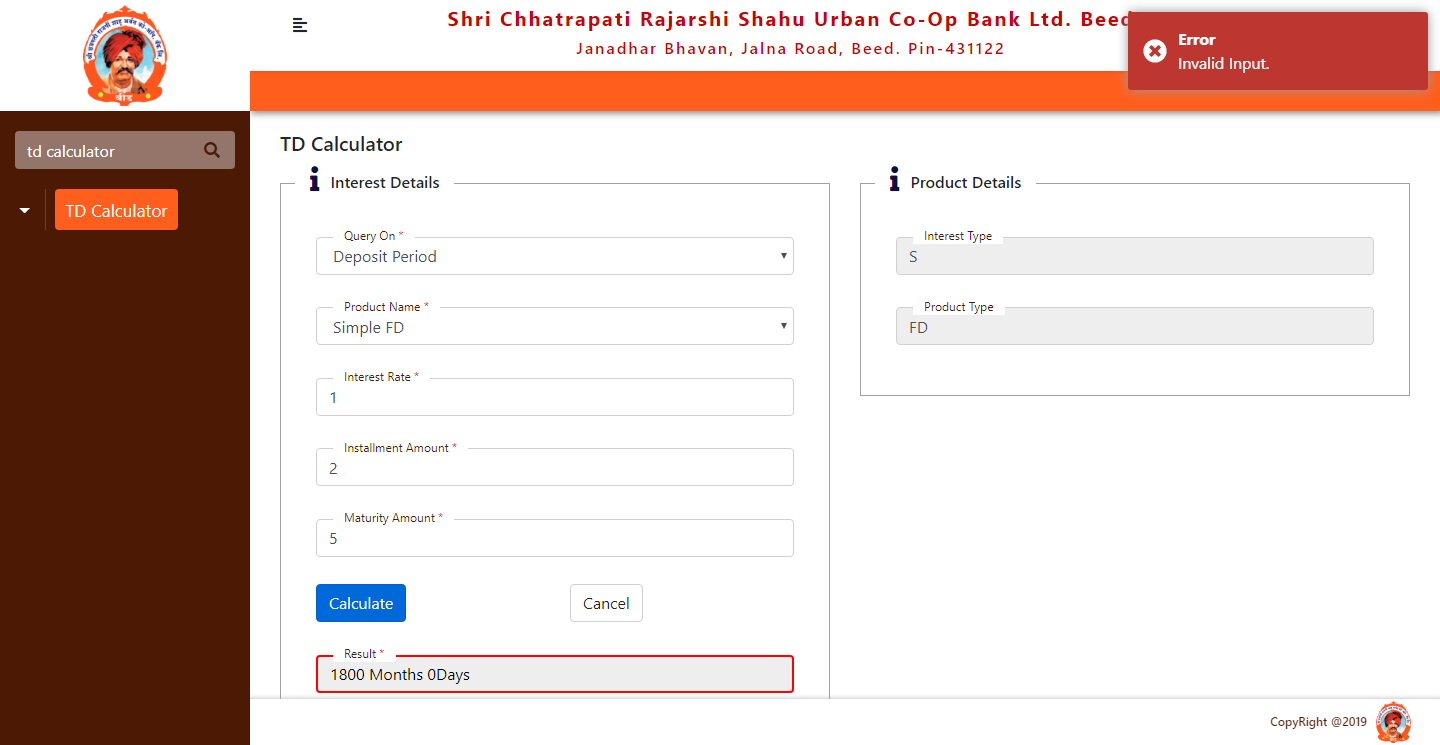 Shri Chhatrapati Rajarshi Shahu Urban Co-Op Bank Ltd. Beed
Janadhar Bhavan, Jalna Road, Beed. Pin-431122
Error
Invalid Input.
बीड
td calculator
TD Calculator
TD Calculator
Interest Details
Query On *
Deposit Period
Product Name *
Simple FD
Interest Rate *
1
Installment Amount *
2
Maturity Amount *
5
Calculate
Cancel
Result *
1800 Months 0Days
Product Details
Interest Type
S
Product Type
FD
CopyRight @2019